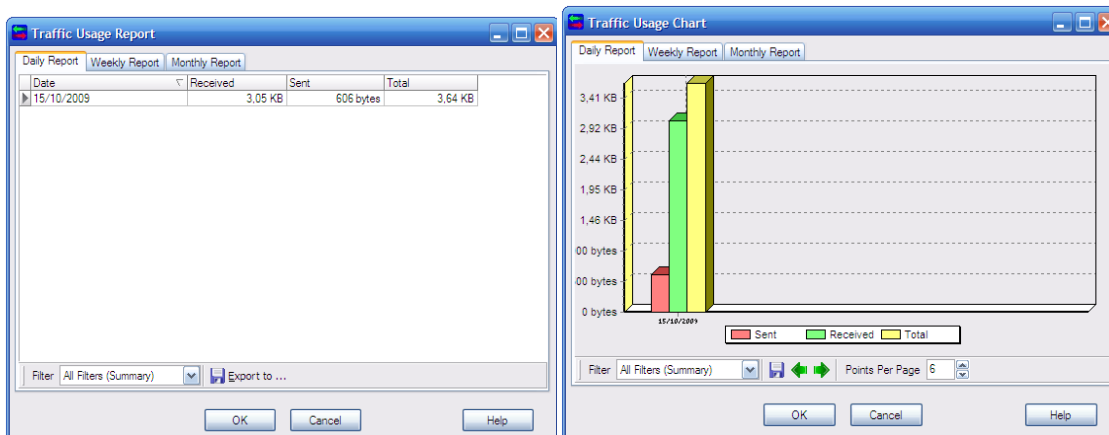 Traffic Usage Report
Daily Report Weekly Report Monthly Report
Date Received Sent Total
15/10/2009 3,05 KB 606 bytes 3,64 KB
Filter All Filters (Summary) Export to ...
OK Cancel Help
Traffic Usage Chart
Daily Report Weekly Report Monthly Report
3,41 KB
2,92 KB
2,44 KB
1,95 KB
1,46 KB
00 bytes
00 bytes
0 bytes
15/10/2009
Sent Received Total
Filter All Filters (Summary) Points Per Page 6
OK Cancel Help